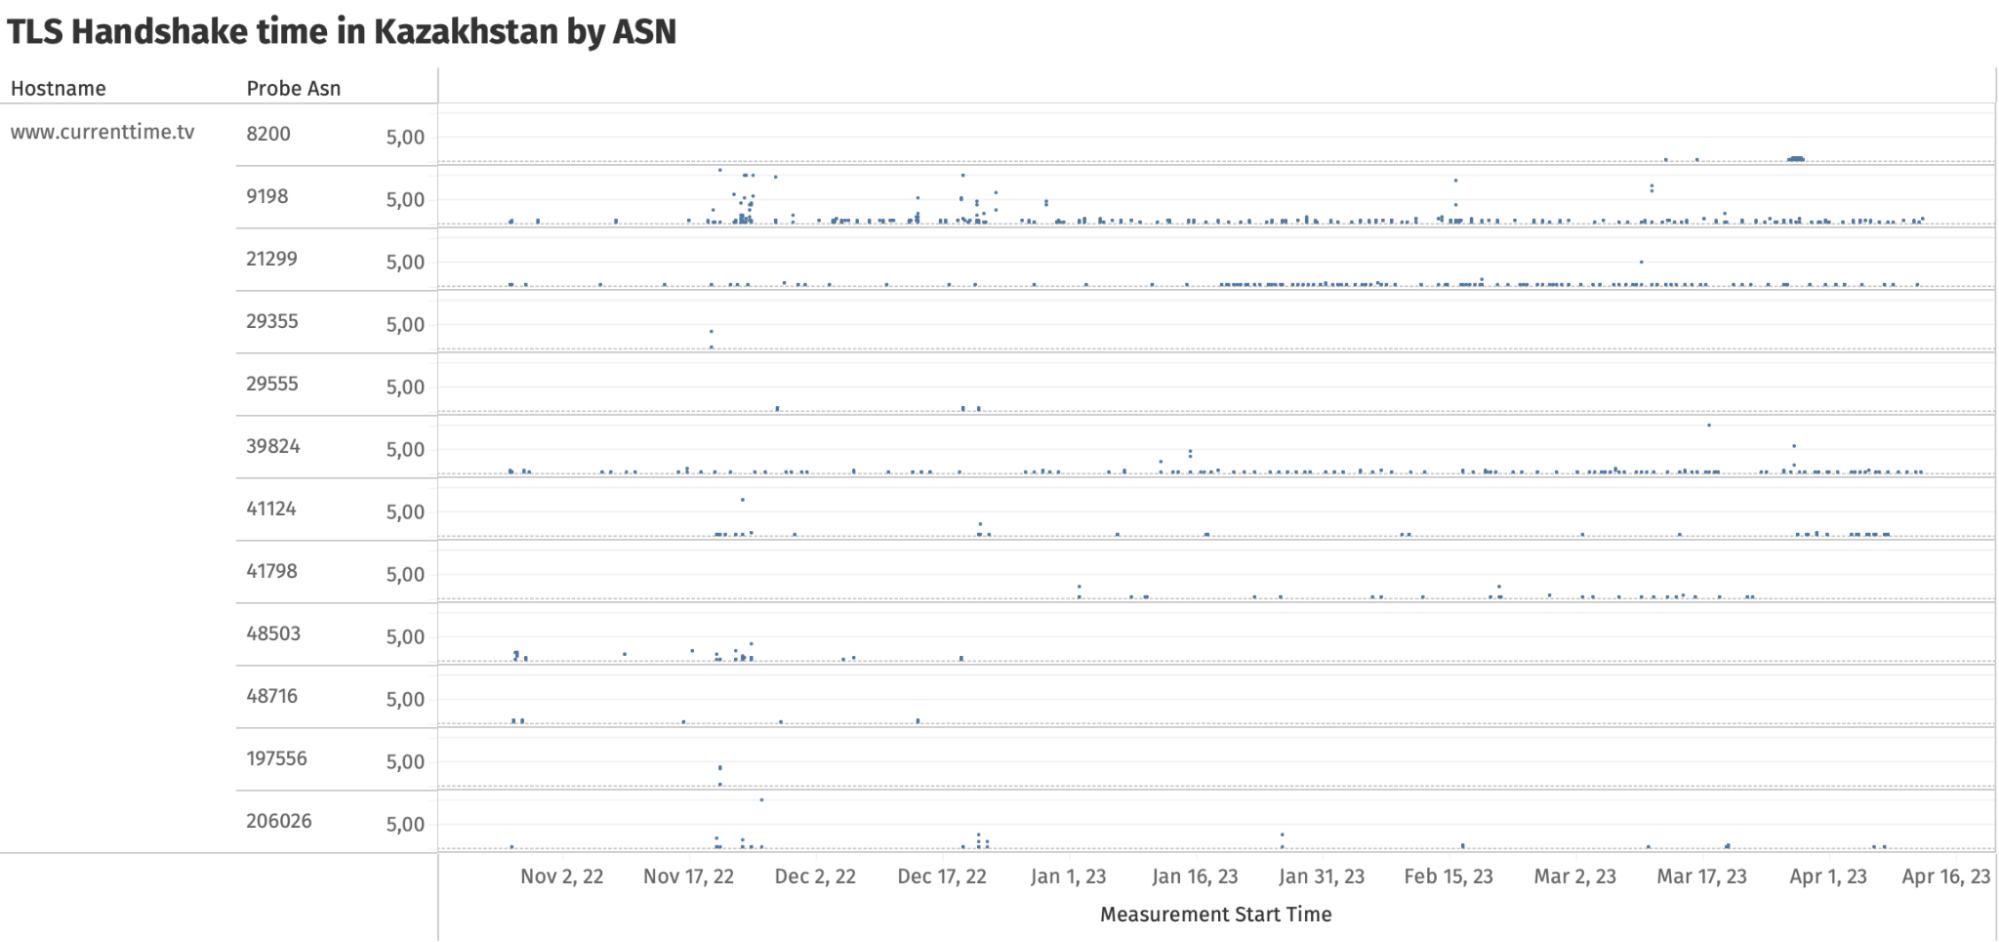 TLS Handshake time in Kazakhstan by ASN
Hostname Probe Asn
www.currenttime.tv 8200 5,00
9198 5,00
21299 5,00
29355 5,00
29555 5,00
39824 5,00
41124 5,00
41798 5,00
48503 5,00
48716 5,00
197556 5,00
206026 5,00
Nov 2, 22 Nov 17, 22 Dec 2, 22 Dec 17, 22 Jan 1, 23 Jan 16, 23 Jan 31, 23 Feb 15, 23 Mar 2, 23 Mar 17, 23 Apr 1, 23 Apr 16, 23
Measurement Start Time